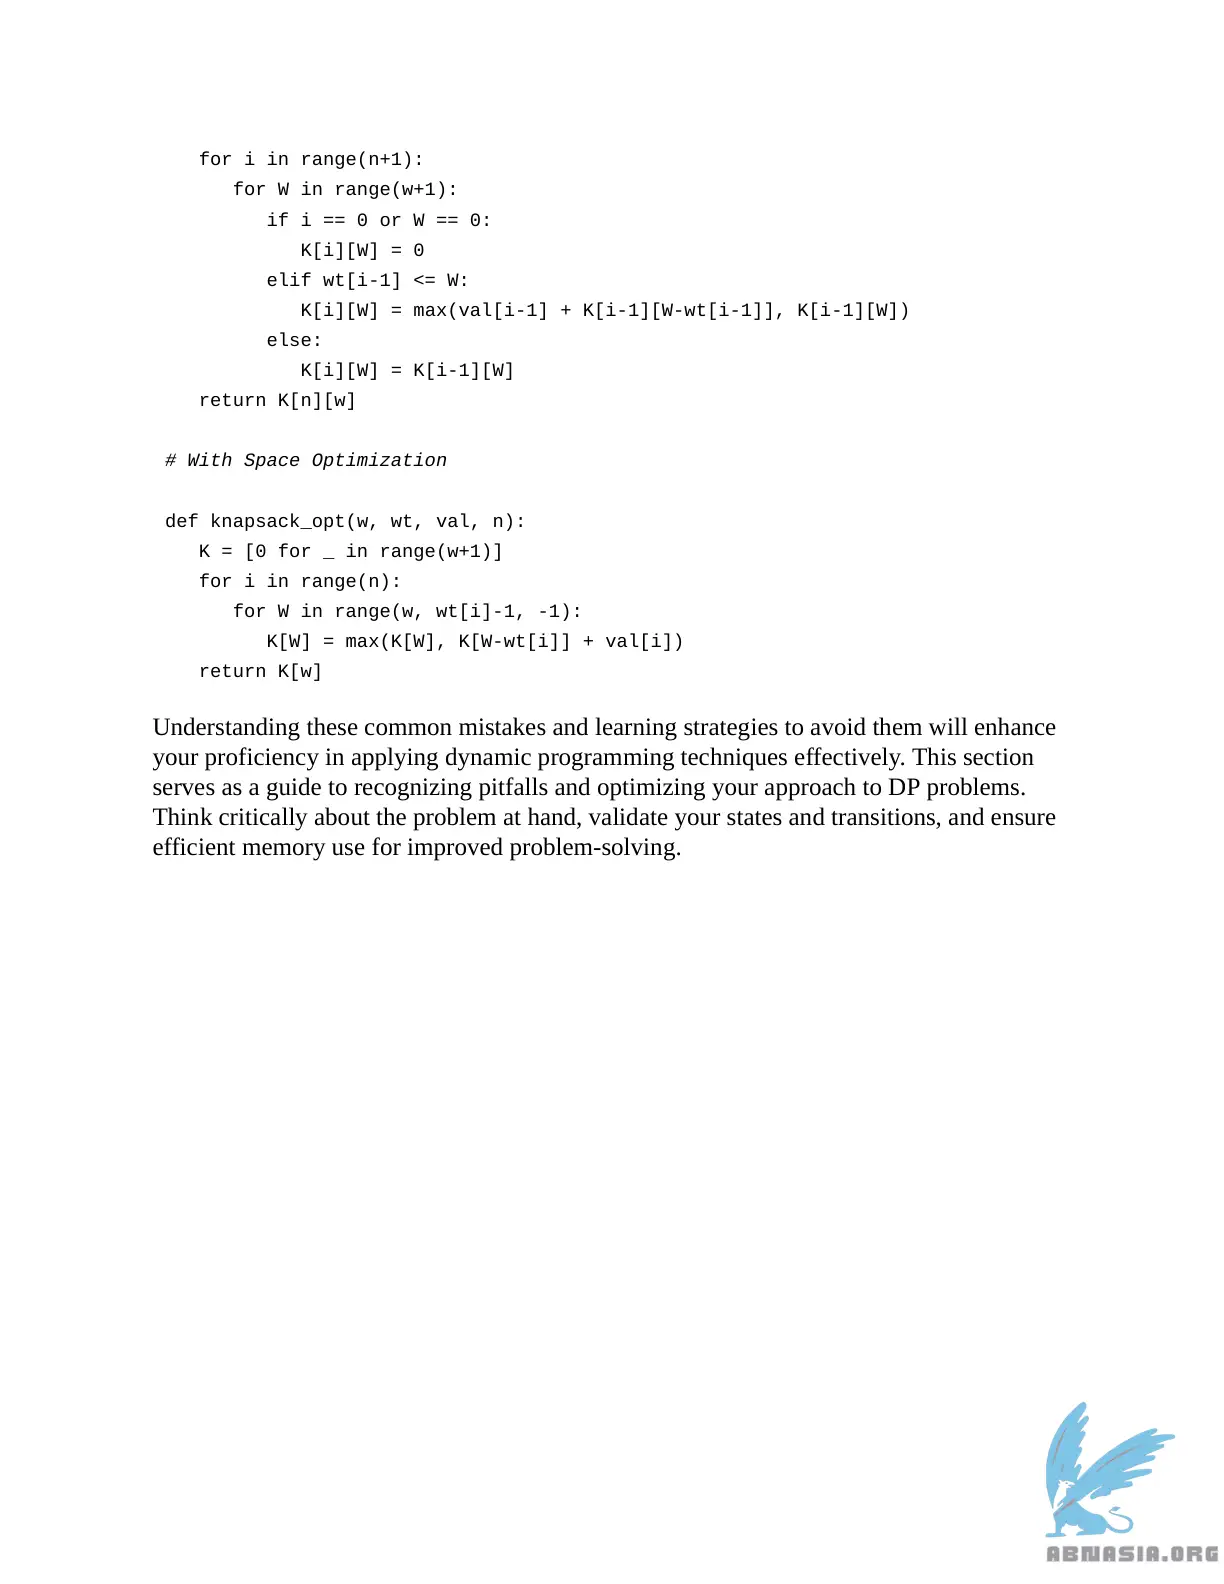 for i in range(n+1):
for W in range(w+1):
if i == 0 or W == 0:
K[i][W] = 0
elif wt[i-1] <= W:
K[i][W] = max(val[i-1] + K[i-1][W-wt[i-1]], K[i-1][W])
else:
K[i][W] = K[i-1][W]
return K[n][w]
# With Space Optimization
def knapsack_opt(w, wt, val, n):
K = [0 for _ in range(w+1)]
for i in range(n):
for W in range(w, wt[i]-1, -1):
K[W] = max(K[W], K[W-wt[i]] + val[i])
return K[w]
Understanding these common mistakes and learning strategies to avoid them will enhance
your proficiency in applying dynamic programming techniques effectively. This section
serves as a guide to recognizing pitfalls and optimizing your approach to DP problems.
Think critically about the problem at hand, validate your states and transitions, and ensure
efficient memory use for improved problem-solving.
ABNASIA.ORG